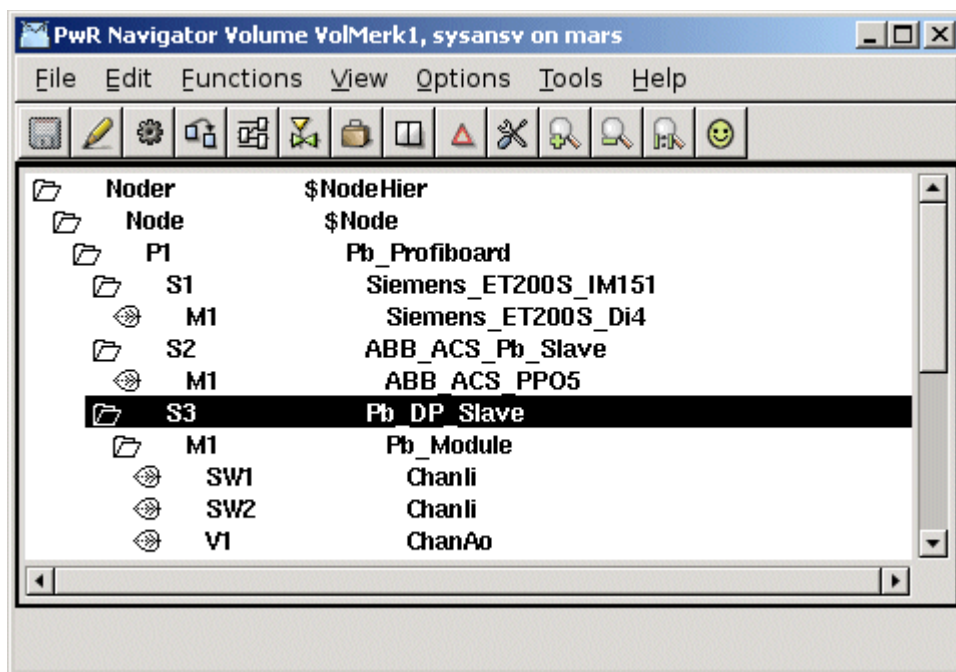 PwR Navigator Volume VolMerk1, sysansv on mars
File Edit Functions View Options Tools Help
Noder $NodeHier
Node $Node
P1 Pb_Profiboard
S1 Siemens_ET200S_IM151
M1 Siemens_ET200S_Di4
S2 ABB_ACS_Pb_Slave
M1 ABB_ACS_PPO5
S3 Pb_DP_Slave
M1 Pb_Module
SW1 ChanIi
SW2 ChanIi
V1 ChanAo